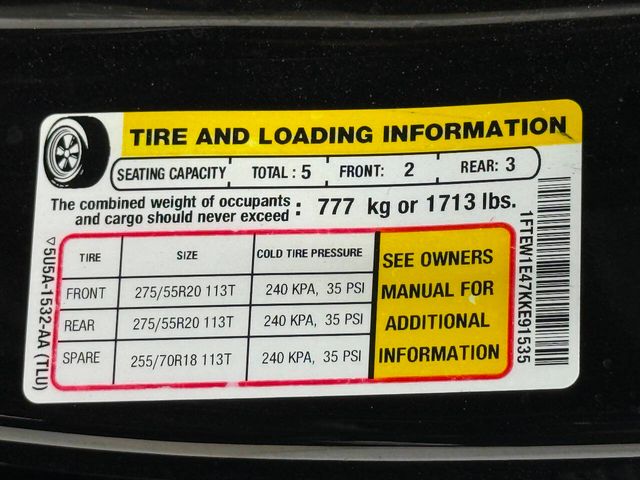 TIRE AND LOADING INFORMATION
SEATING CAPACITY TOTAL : 5 FRONT: 2 REAR: 3
The combined weight of occupants
and cargo should never exceed : 777 kg or 1713 lbs.
TIRE SIZE COLD TIRE PRESSURE
FRONT 275/55R20 113T 240 KPA, 35 PSI
REAR 275/55R20 113T 240 KPA, 35 PSI
SPARE 255/70R18 113T 240 KPA, 35 PSI
SEE OWNERS
MANUAL FOR
ADDITIONAL
INFORMATION
5U5A-1532-AA (TLU)
1FTEW1E47KKE91535